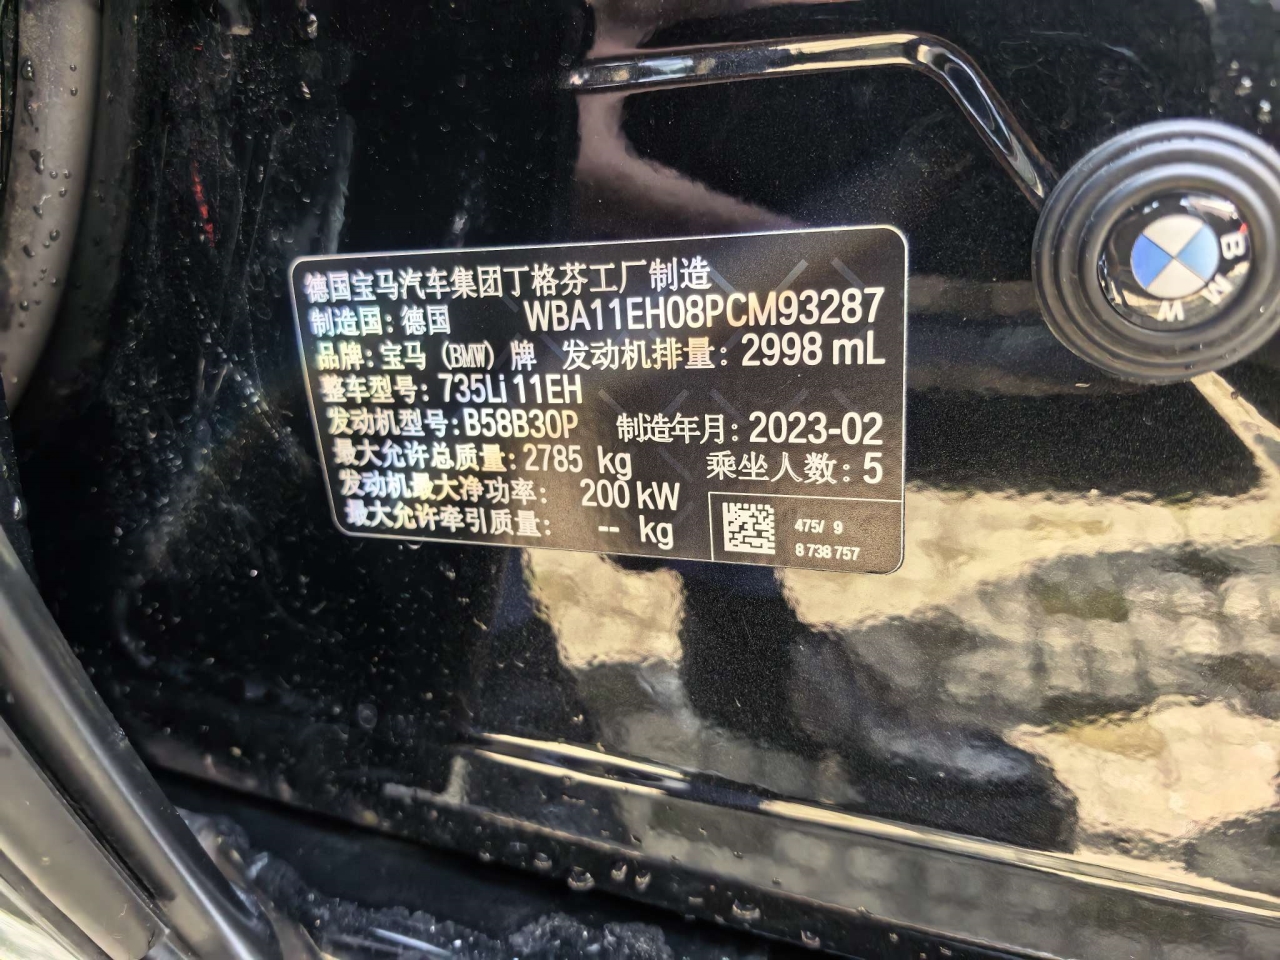 德国宝马汽车集团丁格芬工厂制造
制造国:德国 WBA11EH08PCM93287
品牌:宝马(BMW)牌 发动机排量:2998 mL
整车型号:735Li 11EH
发动机型号:B58B30P 制造年月:2023-02
最大允许总质量:2785 kg 乘坐人数:5
发动机最大净功率: 200 kW
最大允许牵引质量: -- kg
475/ 9
8 738 757
BMW